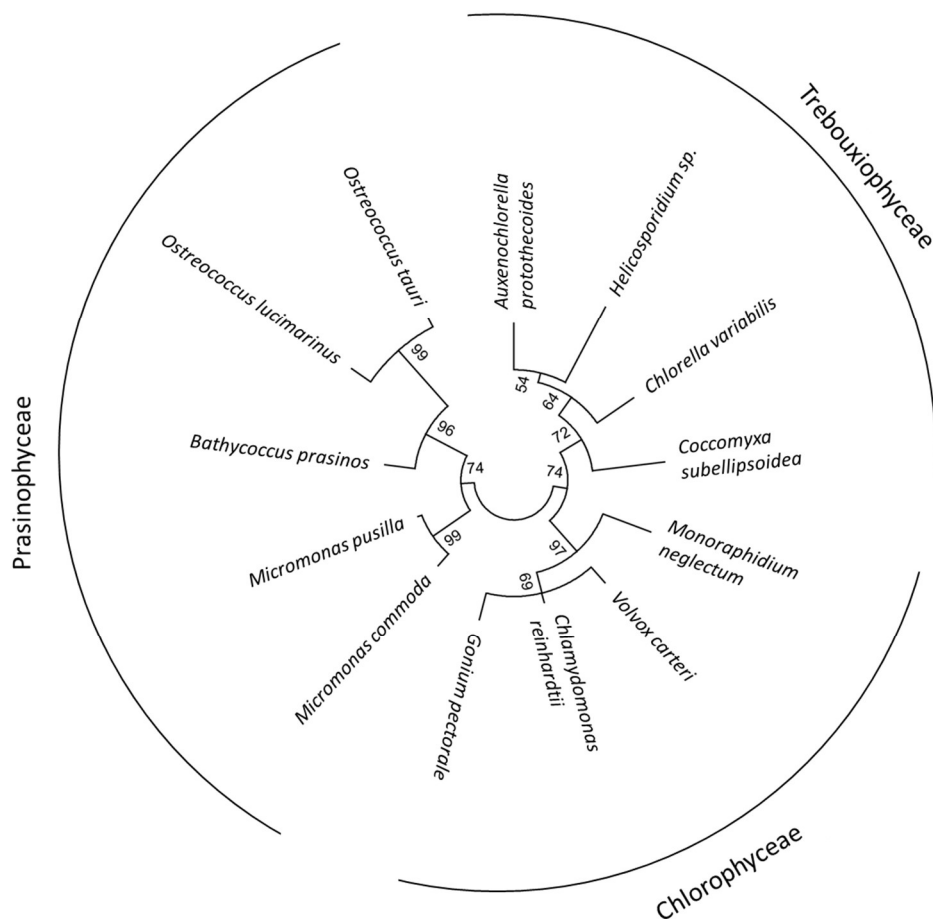 Prasinophyceae
Trebouxiophyceae
Chlorophyceae
Ostreococcus tauri
Ostreococcus lucimarinus
Bathycoccus prasinos
Micromonas pusilla
Micromonas commoda
Gonium pectorale
Chlamydomonas
reinhardtii
Volvox carteri
Monoraphidium
neglectum
Coccomyxa
subellipsoidea
Chlorella variabilis
Helicosporidium sp.
Auxenochlorella
protothecoides
99
96
74
99
54
64
72
74
97
69